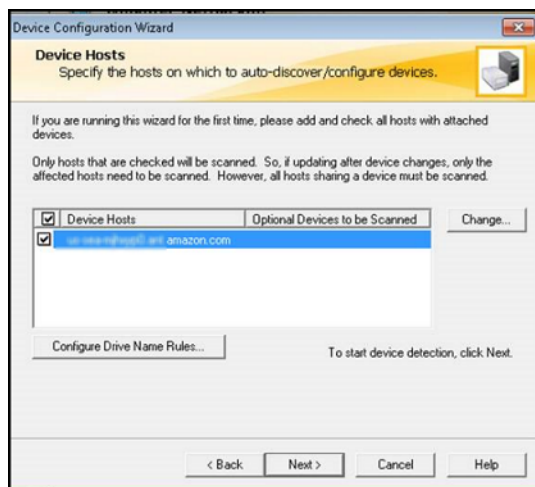 Device Configuration Wizard
Device Hosts
Specify the hosts on which to auto-discover/configure devices.
If you are running this wizard for the first time, please add and check all hosts with attached
devices.
Only hosts that are checked will be scanned. So, if updating after device changes, only the
affected hosts need to be scanned. However, all hosts sharing a device must be scanned.
Device Hosts Optional Devices to be Scanned Change...
.amazon.com
Configure Drive Name Rules... To start device detection, click Next.
< Back Next > Cancel Help